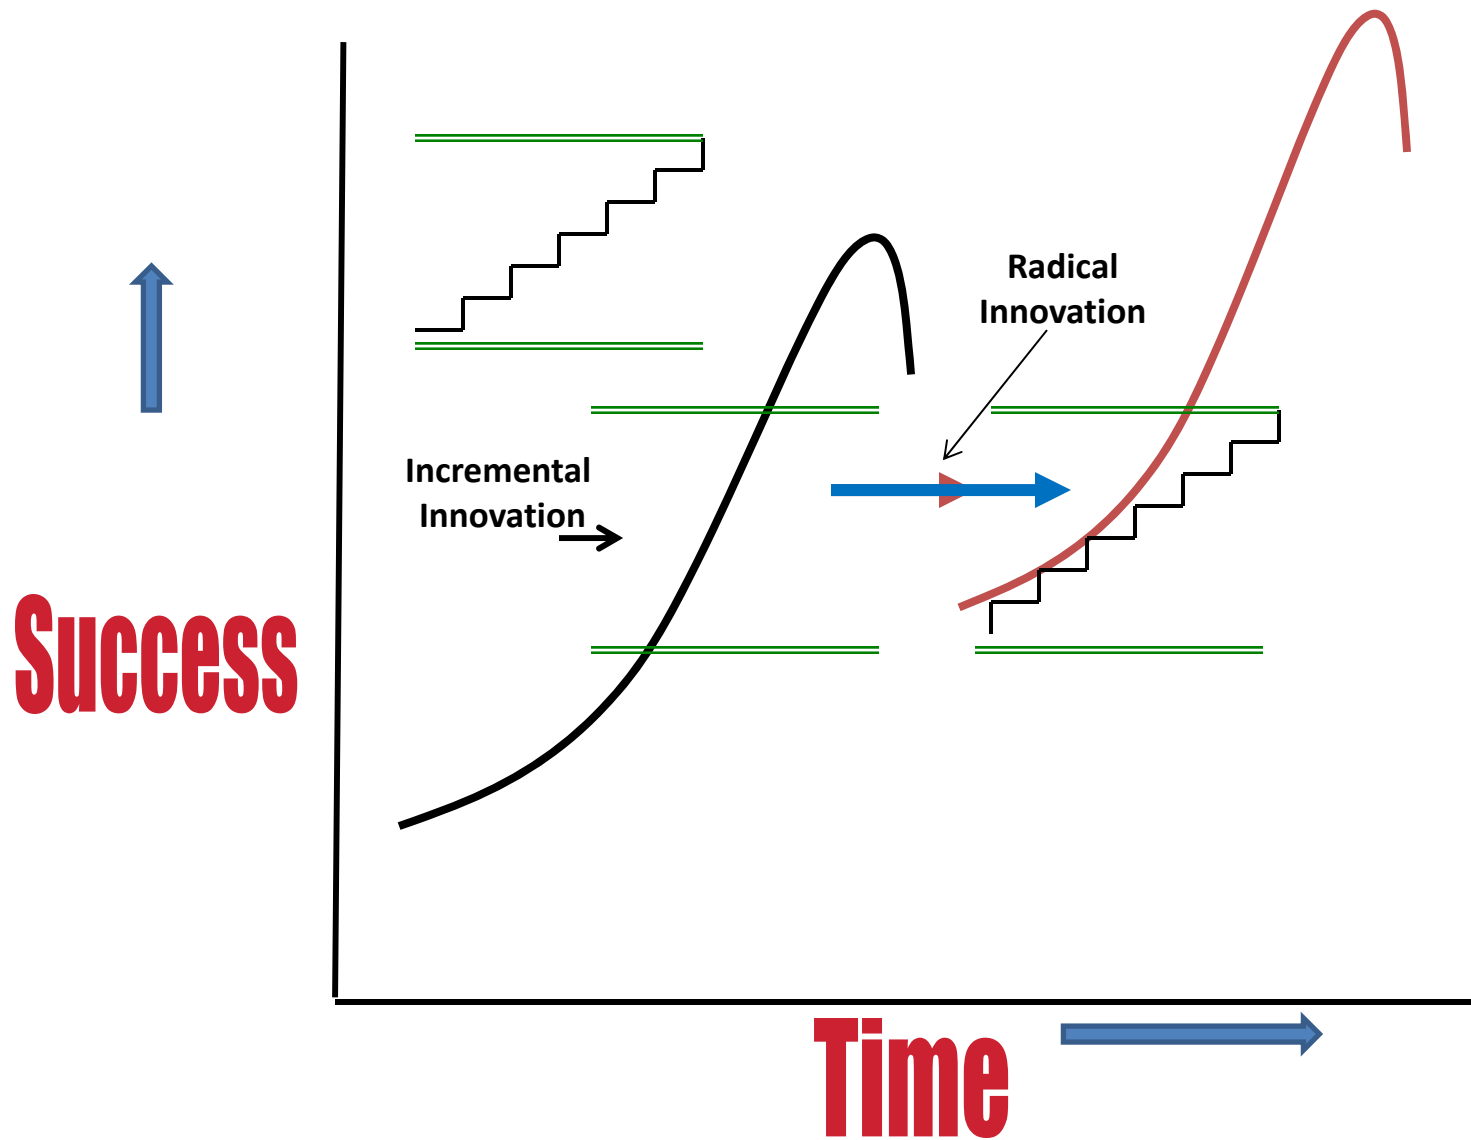 Radical
Innovation
Incremental
Innovation
Success
Time